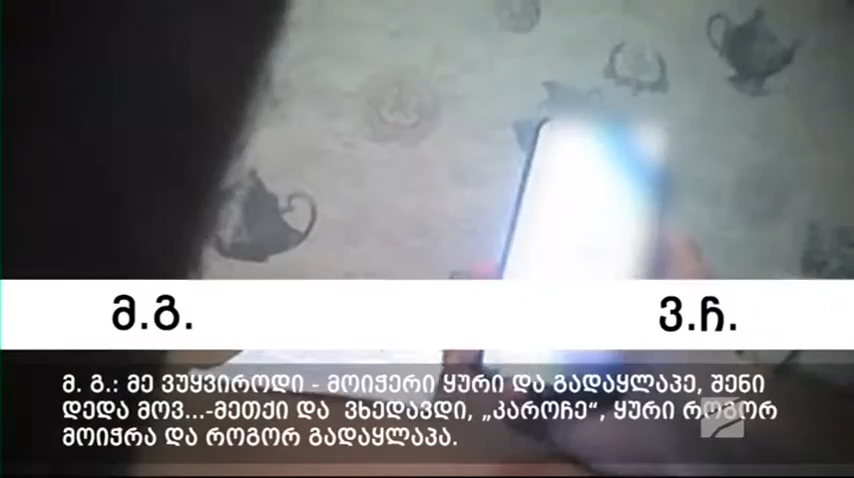 მ.გ.
ვ.ჩ.
მ. გ.: მე ვუყვიროდი - მოიჭერი ყური და გადაყლაპე, შენი
დედა მოვ...-მეთქი და ვხედავდი, „კაროჩე“, ყური როგორ
მოიჭრა და როგორ გადაყლაპა.